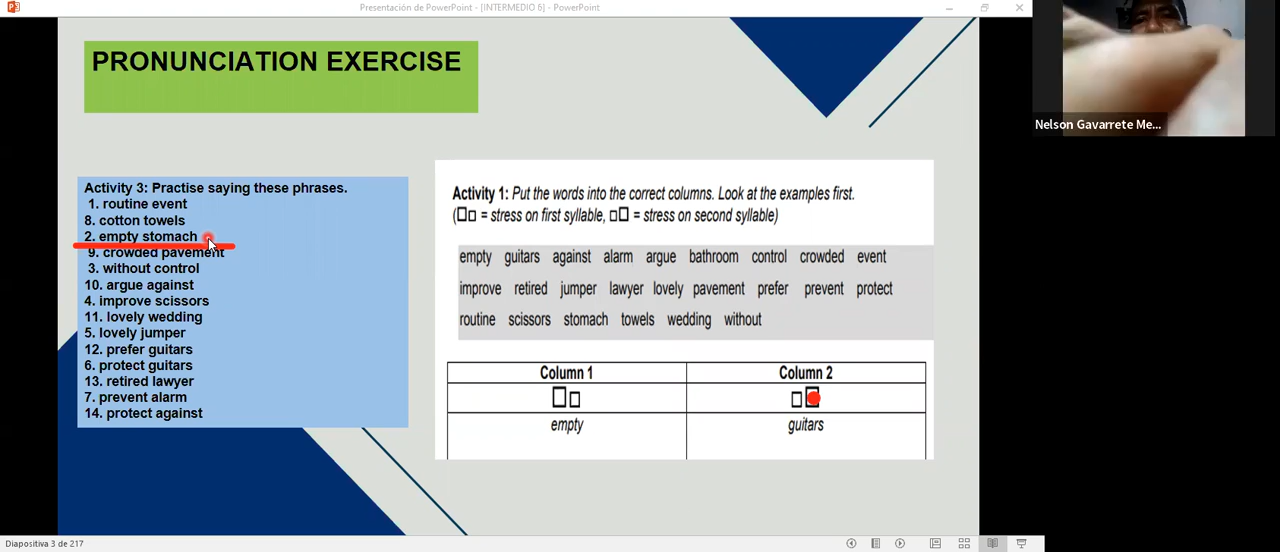 Presentación de PowerPoint - [INTERMEDIO 6] - PowerPoint
PRONUNCIATION EXERCISE
Nelson Gavarrete Me...
Activity 3: Practise saying these phrases.
1. routine event
8. cotton towels
2. empty stomach
9. crowded pavement
3. without control
10. argue against
4. improve scissors
11. lovely wedding
5. lovely jumper
12. prefer guitars
6. protect guitars
13. retired lawyer
7. prevent alarm
14. protect against
Activity 1: Put the words into the correct columns. Look at the examples first.
(□□ = stress on first syllable, □□ = stress on second syllable)
empty guitars against alarm argue bathroom control crowded event
improve retired jumper lawyer lovely pavement prefer prevent protect
routine scissors stomach towels wedding without
Column 1 Column 2
empty guitars
Diapositiva 3 de 217